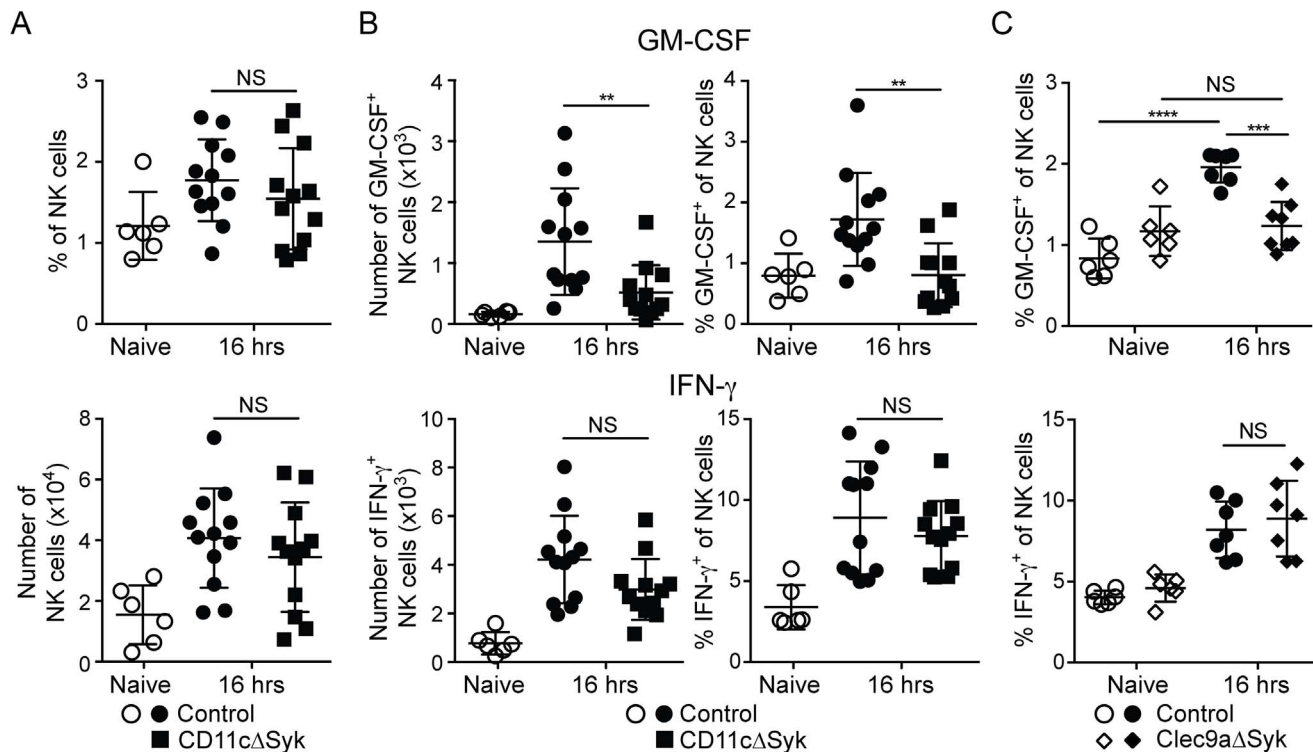 A
B
GM-CSF
C
% of NK cells
3
2
1
0
NS
Naive
16 hrs
Number of GM-CSF⁺
NK cells (x10³)
4
3
2
1
0
**
Naive
16 hrs
% GM-CSF⁺ of NK cells
4
3
2
1
0
**
Naive
16 hrs
% GM-CSF⁺ of NK cells
3
2
1
0
NS
****
***
Naive
16 hrs
IFN-γ
Number of
NK cells (x10⁴)
8
6
4
2
0
NS
Naive
16 hrs
Number of IFN-γ⁺
NK cells (x10³)
10
8
6
4
2
0
NS
Naive
16 hrs
% IFN-γ⁺ of NK cells
15
10
5
0
NS
Naive
16 hrs
% IFN-γ⁺ of NK cells
15
10
5
0
NS
Naive
16 hrs
Control
CD11cΔSyk
Control
CD11cΔSyk
Control
Clec9aΔSyk